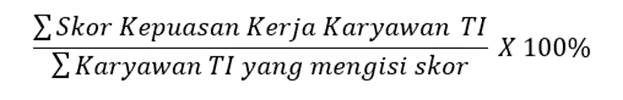 ∑ Skor Kepuasan Kerja Karyawan TI
∑ Karyawan TI yang mengisi skor
X 100%